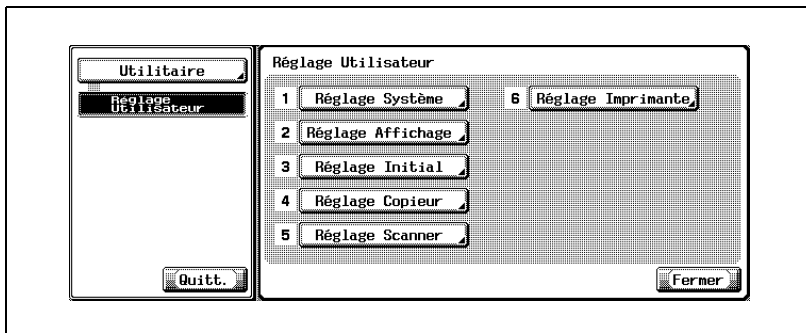 Utilitaire
Réglage
Utilisateur
Quitt.
Réglage Utilisateur
1 Réglage Système
2 Réglage Affichage
3 Réglage Initial
4 Réglage Copieur
5 Réglage Scanner
6 Réglage Imprimante
Fermer